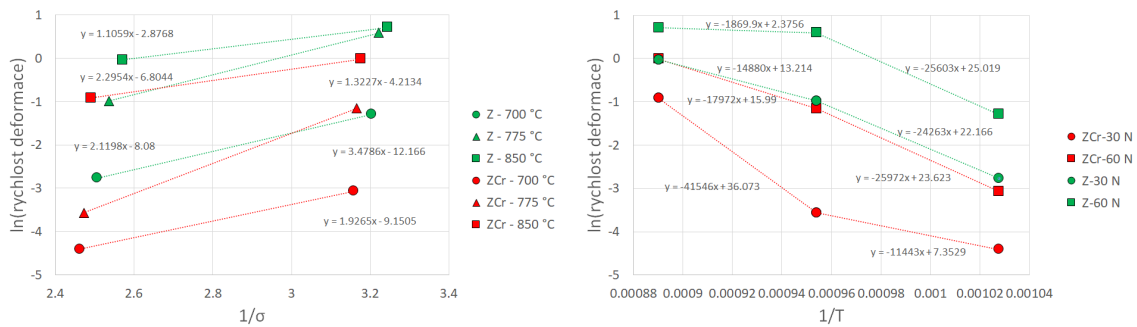 1
0
-1
-2
-3
-4
-5
ln(rychlost deformace)
y = 1.1059x - 2.8768
y = 2.2954x - 6.8044
y = 1.3227x - 4.2134
y = 2.1198x - 8.08
y = 3.4786x - 12.166
y = 1.9265x - 9.1505
2.4 2.6 2.8 3 3.2 3.4
1/σ
Z - 700 °C
Z - 775 °C
Z - 850 °C
ZCr - 700 °C
ZCr - 775 °C
ZCr - 850 °C
1
0
-1
-2
-3
-4
-5
ln(rychlost deformace)
y = -1869.9x + 2.3756
y = -14880x + 13.214
y = -25603x + 25.019
y = -17972x + 15.99
y = -24263x + 22.166
y = -25972x + 23.623
y = -41546x + 36.073
y = -11443x + 7.3529
0.00088 0.0009 0.00092 0.00094 0.00096 0.00098 0.001 0.00102 0.00104
1/T
ZCr-30 N
ZCr-60 N
Z-30 N
Z-60 N